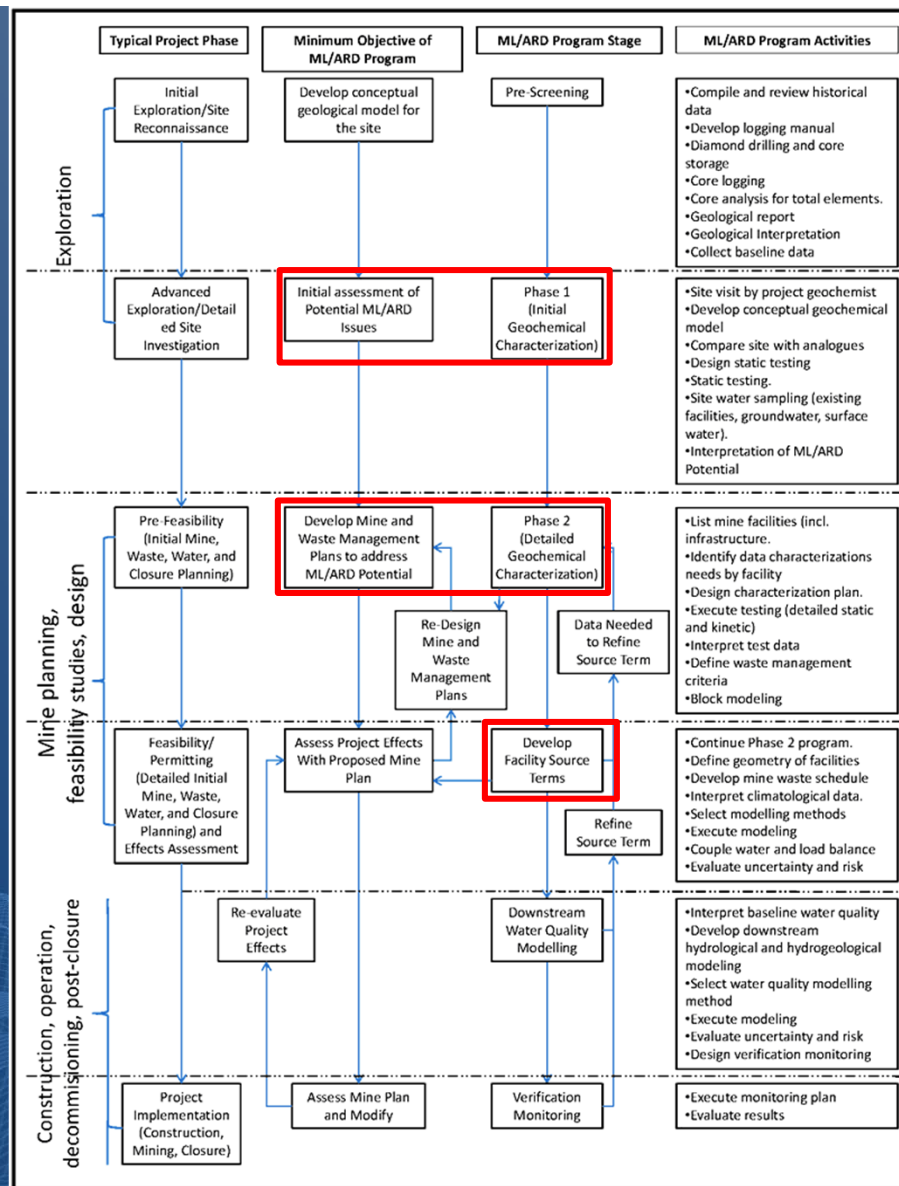 Typical Project Phase
Minimum Objective of
ML/ARD Program
ML/ARD Program Stage
ML/ARD Program Activities
Exploration
Initial
Exploration/Site
Reconnaissance
Develop conceptual
geological model for
the site
Pre-Screening
•Compile and review historical
data
•Develop logging manual
•Diamond drilling and core
storage
•Core logging
•Core analysis for total elements.
•Geological report
•Geological Interpretation
•Collect baseline data
Advanced
Exploration/Detail
ed Site
Investigation
Initial assessment of
Potential ML/ARD
Issues
Phase 1
(Initial
Geochemical
Characterization)
•Site visit by project geochemist
•Develop conceptual geochemical
model
•Compare site with analogues
•Design static testing
•Static testing.
•Site water sampling (existing
facilities, groundwater, surface
water).
•Interpretation of ML/ARD
Potential
Mine planning,
feasibility studies, design
Pre-Feasibility
(Initial Mine,
Waste, Water, and
Closure Planning)
Develop Mine and
Waste Management
Plans to address
ML/ARD Potential
Phase 2
(Detailed
Geochemical
Characterization)
Re-Design
Mine and
Waste
Management
Plans
Data Needed
to Refine
Source Term
•List mine facilities (incl.
infrastructure.
•Identify data characterizations
needs by facility
•Design characterization plan.
•Execute testing (detailed static
and kinetic)
•Interpret test data
•Define waste management
criteria
•Block modeling
Feasibility/
Permitting
(Detailed Initial
Mine, Waste,
Water, and Closure
Planning) and
Effects Assessment
Assess Project Effects
With Proposed Mine
Plan
Develop
Facility Source
Terms
Refine
Source Term
•Continue Phase 2 program.
•Define geometry of facilities
•Develop mine waste schedule
•Interpret climatological data.
•Select modelling methods
•Execute modeling
•Couple water and load balance
•Evaluate uncertainty and risk
Construction, operation,
decommisioning, post-closure
Re-evaluate
Project
Effects
Downstream
Water Quality
Modelling
•Interpret baseline water quality
•Develop downstream
hydrological and hydrogeological
modeling
•Select water quality modelling
method
•Execute modeling
•Evaluate uncertainty and risk
•Design verification monitoring
Project
Implementation
(Construction,
Mining, Closure)
Assess Mine Plan
and Modify
Verification
Monitoring
•Execute monitoring plan
•Evaluate results